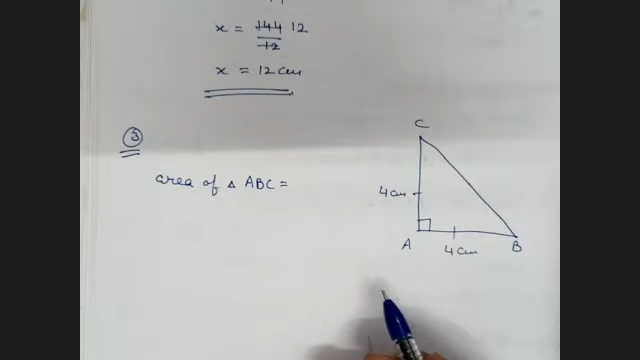 x = 144 12
12
x = 12 cm
3
area of △ ABC =
C
4 cm
A
4 cm
B